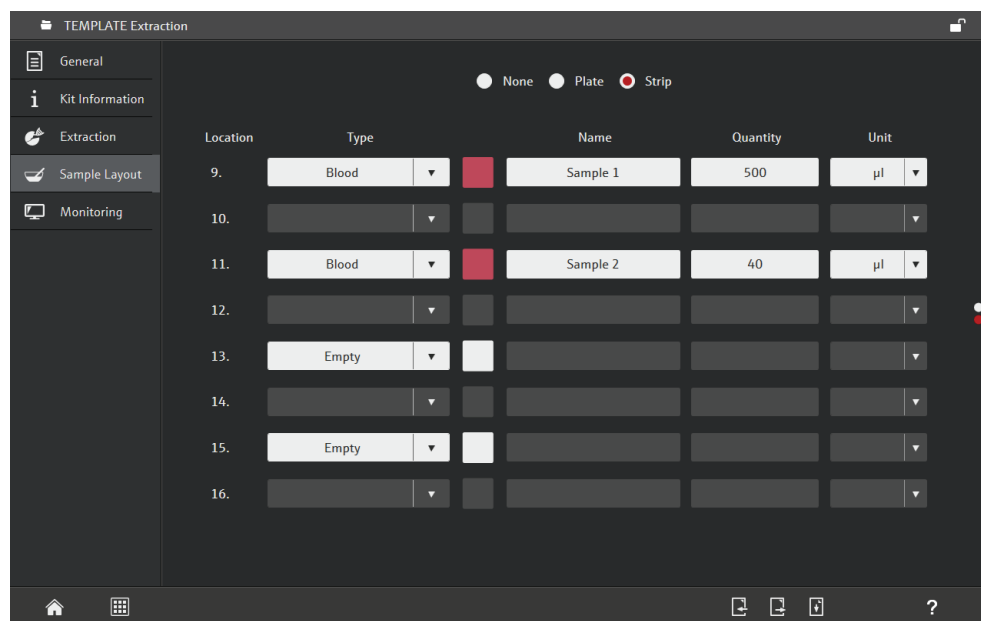 TEMPLATE Extraction
General
Kit Information
Extraction
Sample Layout
Monitoring
None Plate Strip
Location Type Name Quantity Unit
9. Blood Sample 1 500 µl
10.
11. Blood Sample 2 40 µl
12.
13. Empty
14.
15. Empty
16.
?